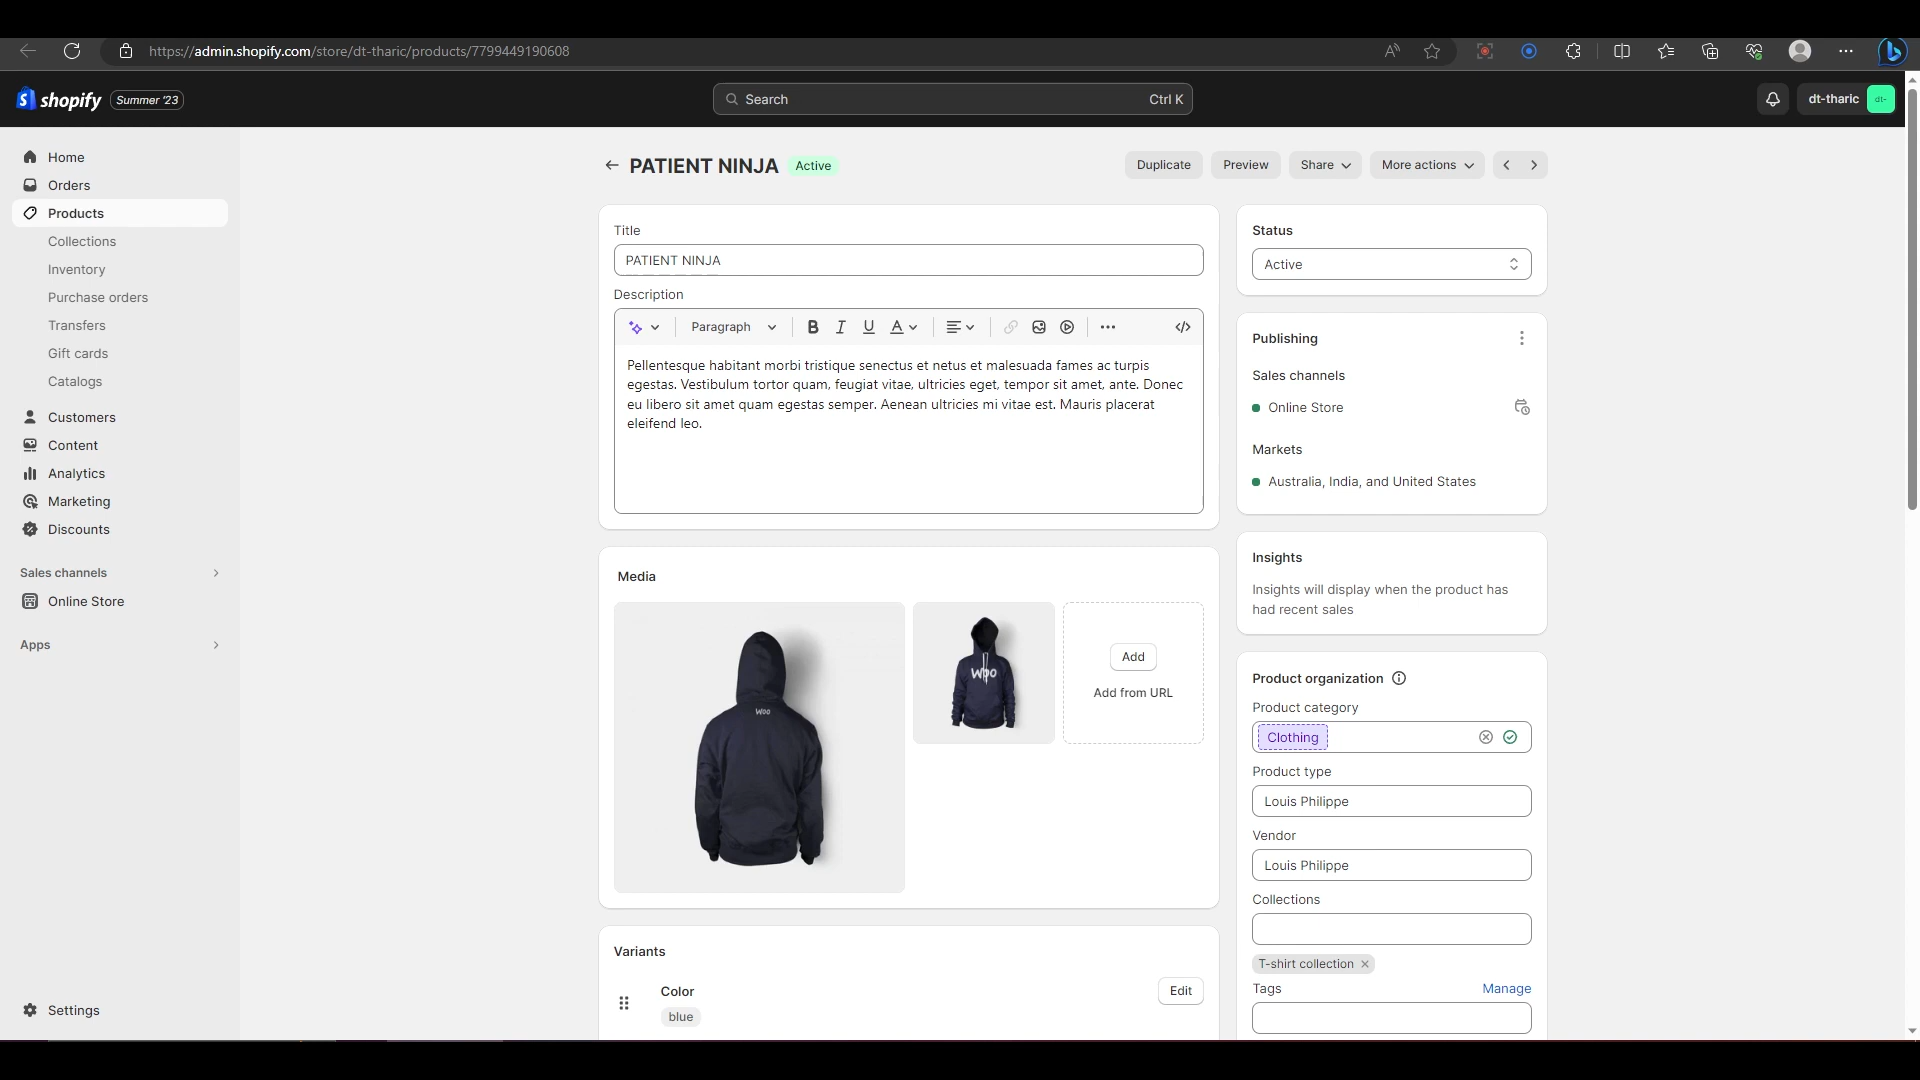 https://admin.shopify.com/store/dt-tharic/products/7799449190608
shopify Summer '23
Search Ctrl K
dt-tharic dt-
Home
Orders
Products
Collections
Inventory
Purchase orders
Transfers
Gift cards
Catalogs
Customers
Content
Analytics
Marketing
Discounts
Sales channels
Online Store
Apps
Settings
PATIENT NINJA Active
Duplicate Preview Share More actions
Title
PATIENT NINJA
Description
Paragraph B I U A
Pellentesque habitant morbi tristique senectus et netus et malesuada fames ac turpis
egestas. Vestibulum tortor quam, feugiat vitae, ultricies eget, tempor sit amet, ante. Donec
eu libero sit amet quam egestas semper. Aenean ultricies mi vitae est. Mauris placerat
eleifend leo.
Media
Woo
Woo
Add
Add from URL
Variants
Color
blue
Edit
Status
Active
Publishing
Sales channels
Online Store
Markets
Australia, India, and United States
Insights
Insights will display when the product has
had recent sales
Product organization
Product category
Clothing
Product type
Louis Philippe
Vendor
Louis Philippe
Collections
T-shirt collection
Tags Manage